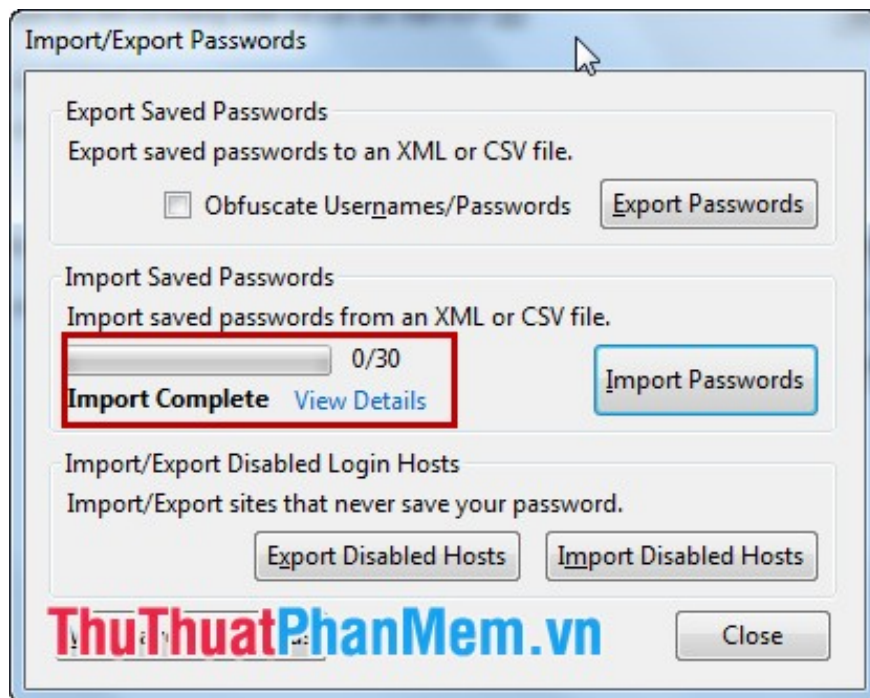 Import/Export Passwords
Export Saved Passwords
Export saved passwords to an XML or CSV file.
Obfuscate Usernames/Passwords
Export Passwords
Import Saved Passwords
Import saved passwords from an XML or CSV file.
0/30
Import Passwords
Import Complete View Details
Import/Export Disabled Login Hosts
Import/Export sites that never save your password.
Export Disabled Hosts Import Disabled Hosts
ThuThuatPhanMem.vn
Close